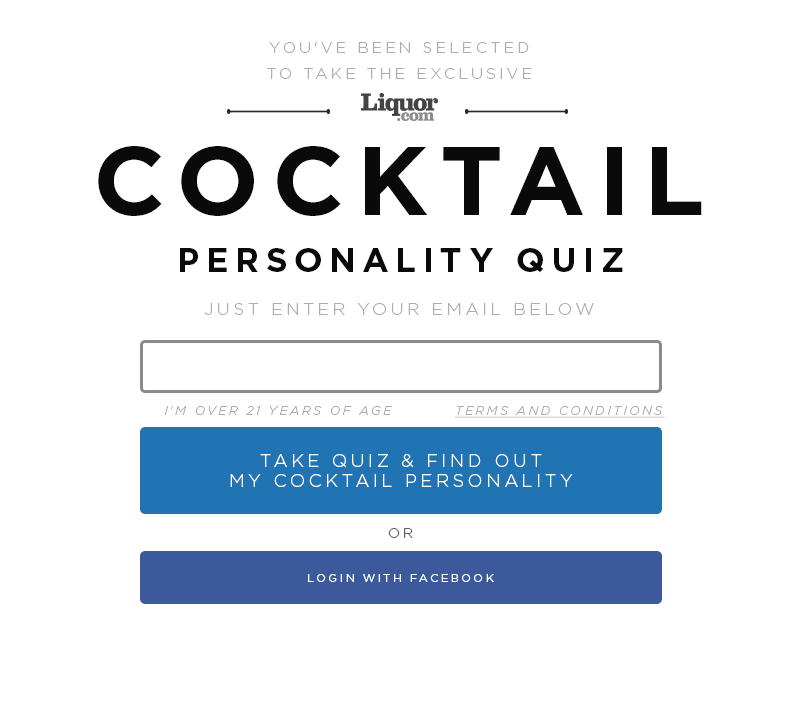 YOU'VE BEEN SELECTED
TO TAKE THE EXCLUSIVE
Liquor
.com
COCKTAIL
PERSONALITY QUIZ
JUST ENTER YOUR EMAIL BELOW
I'M OVER 21 YEARS OF AGE
TERMS AND CONDITIONS
TAKE QUIZ & FIND OUT
MY COCKTAIL PERSONALITY
OR
LOGIN WITH FACEBOOK